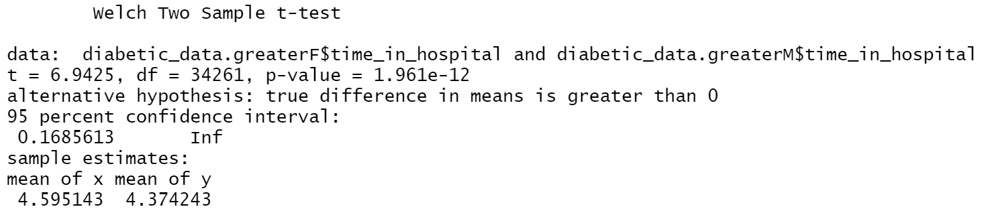 Welch Two Sample t-test
data:  diabetic_data.greaterF$time_in_hospital and diabetic_data.greaterM$time_in_hospital
t = 6.9425, df = 34261, p-value = 1.961e-12
alternative hypothesis: true difference in means is greater than 0
95 percent confidence interval:
 0.1685613       Inf
sample estimates:
mean of x mean of y
 4.595143  4.374243